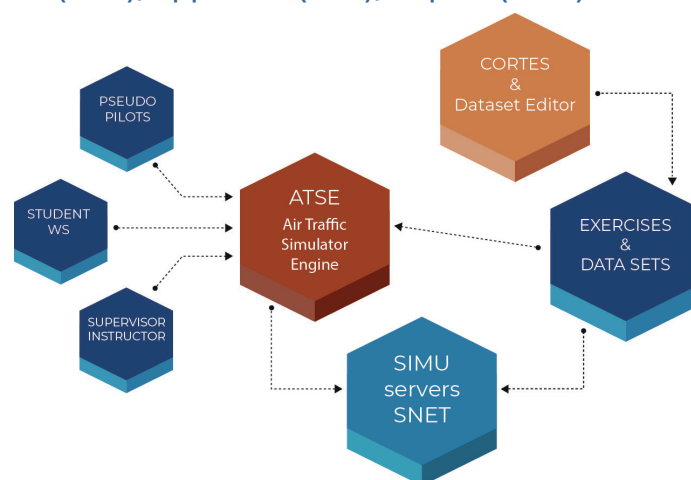 CORTES
&
Dataset Editor
PSEUDO
PILOTS
ATSE
Air Traffic
Simulator
Engine
STUDENT
WS
EXERCISES
&
DATA SETS
SUPERVISOR
INSTRUCTOR
SIMU
servers
SNET